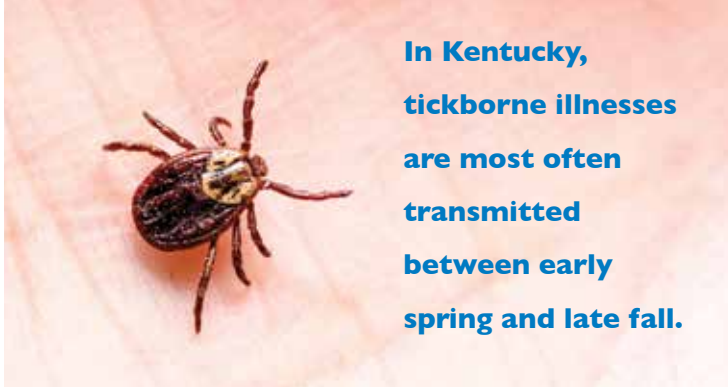 In Kentucky,
tickborne illnesses
are most often
transmitted
between early
spring and late fall.